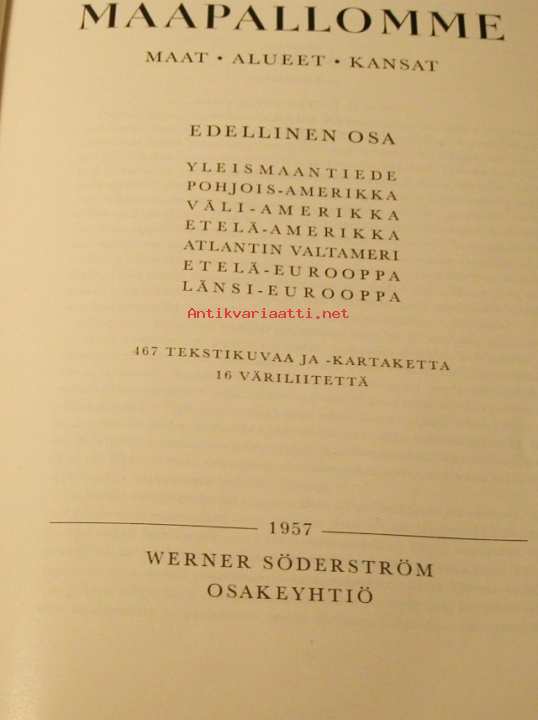 MAAPALLOMME
MAAT • ALUEET • KANSAT
EDELLINEN OSA
YLEISMAANTIEDE
POHJOIS-AMERIKKA
VÄLI-AMERIKKA
ETELÄ-AMERIKKA
ATLANTIN VALTAMERI
ETELÄ-EUROOPPA
LÄNSI-EUROOPPA
Antikvariaatti.net
467 TEKSTIKUVAA JA -KARTAKETTA
16 VÄRILIITETTÄ
1957
WERNER SÖDERSTRÖM
OSAKEYHTIÖ